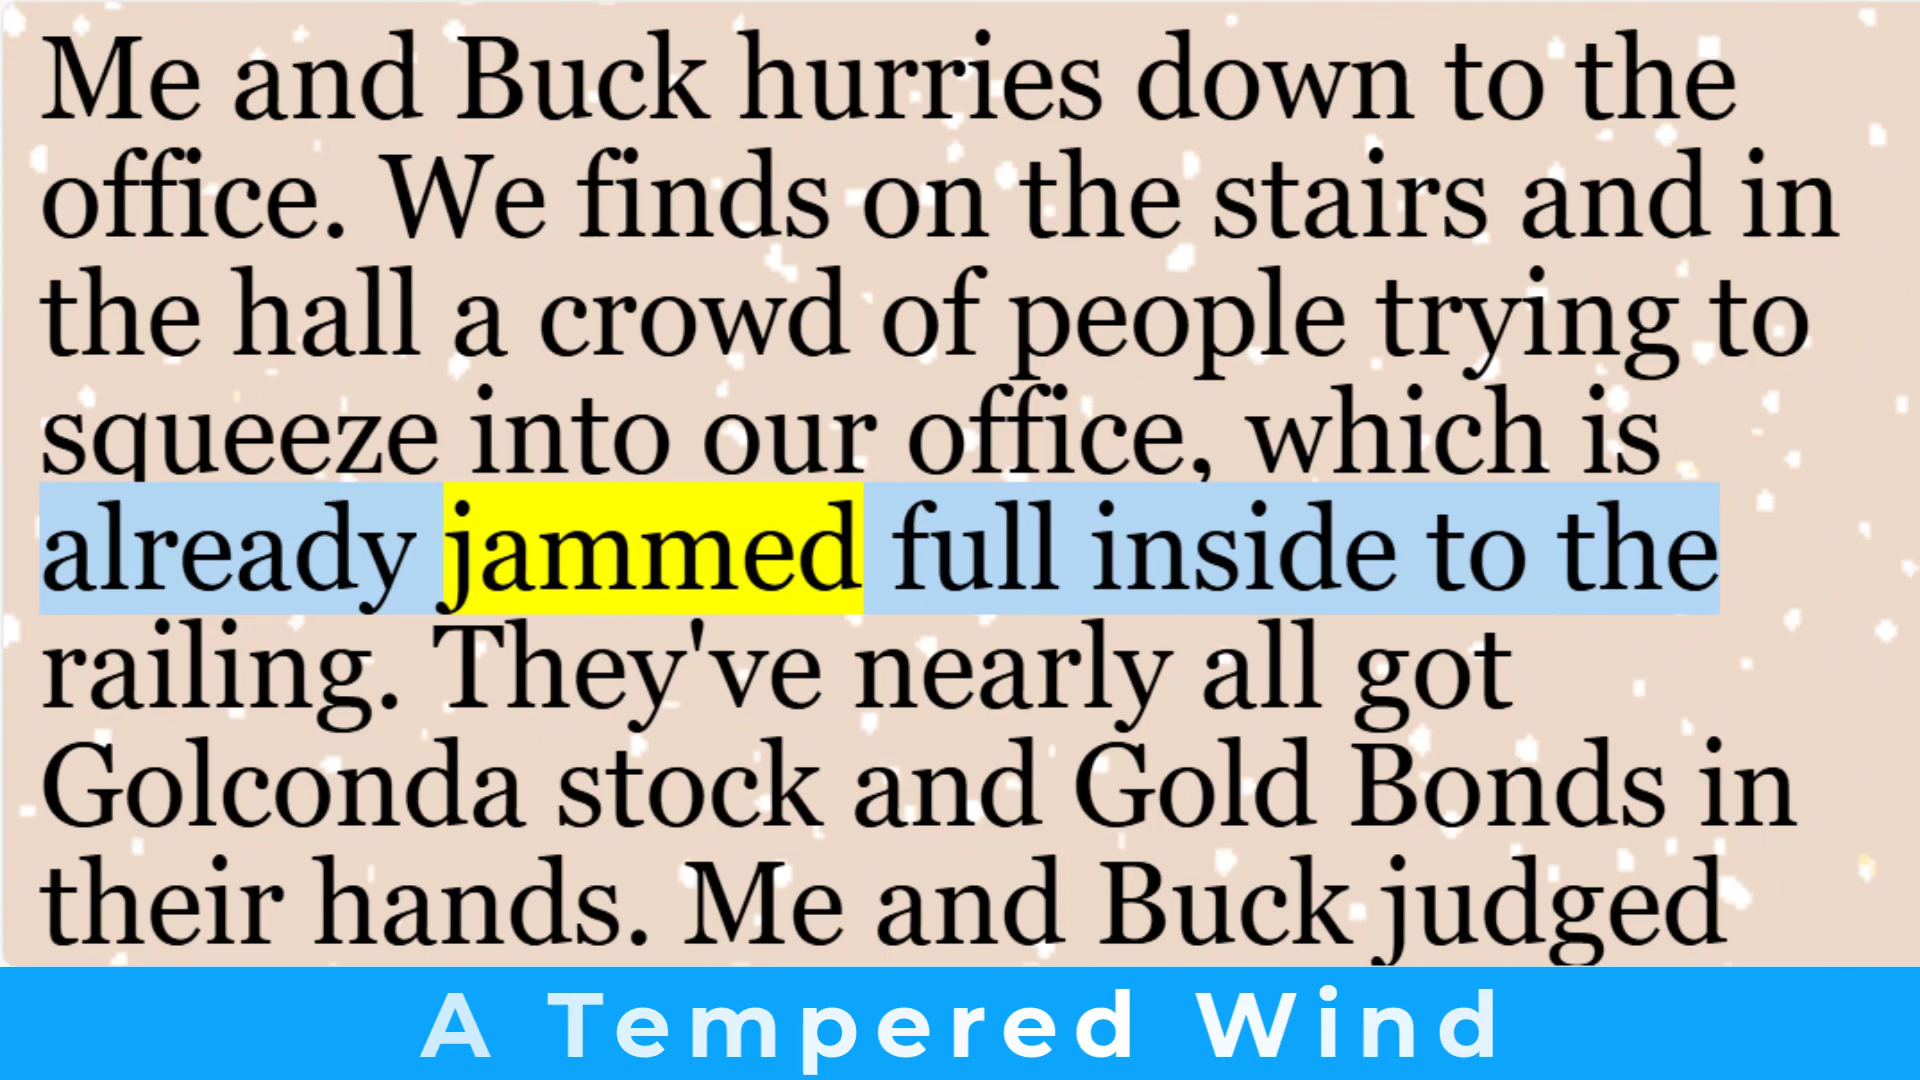 Me and Buck hurries down to the
office. We finds on the stairs and in
the hall a crowd of people trying to
squeeze into our office, which is
already jammed full inside to the
railing. They've nearly all got
Golconda stock and Gold Bonds in
their hands. Me and Buck judged
A Tempered Wind